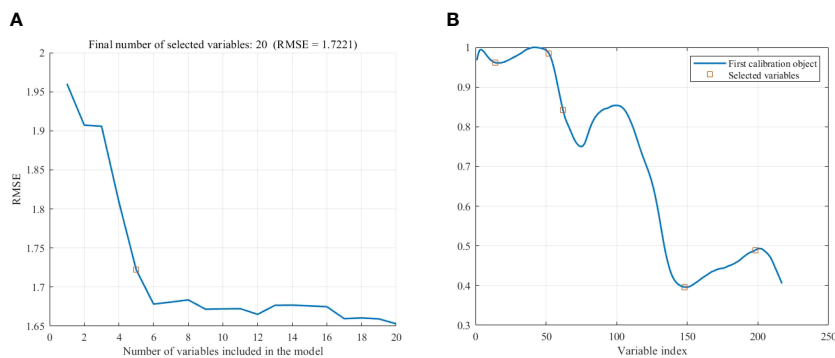 A
Final number of selected variables: 20 (RMSE = 1.7221)
2
1.95
1.9
1.85
1.8
1.75
1.7
1.65
RMSE
0 2 4 6 8 10 12 14 16 18 20
Number of variables included in the model
B
1
0.9
0.8
0.7
0.6
0.5
0.4
0.3
First calibration object
Selected variables
0 50 100 150 200 250
Variable index